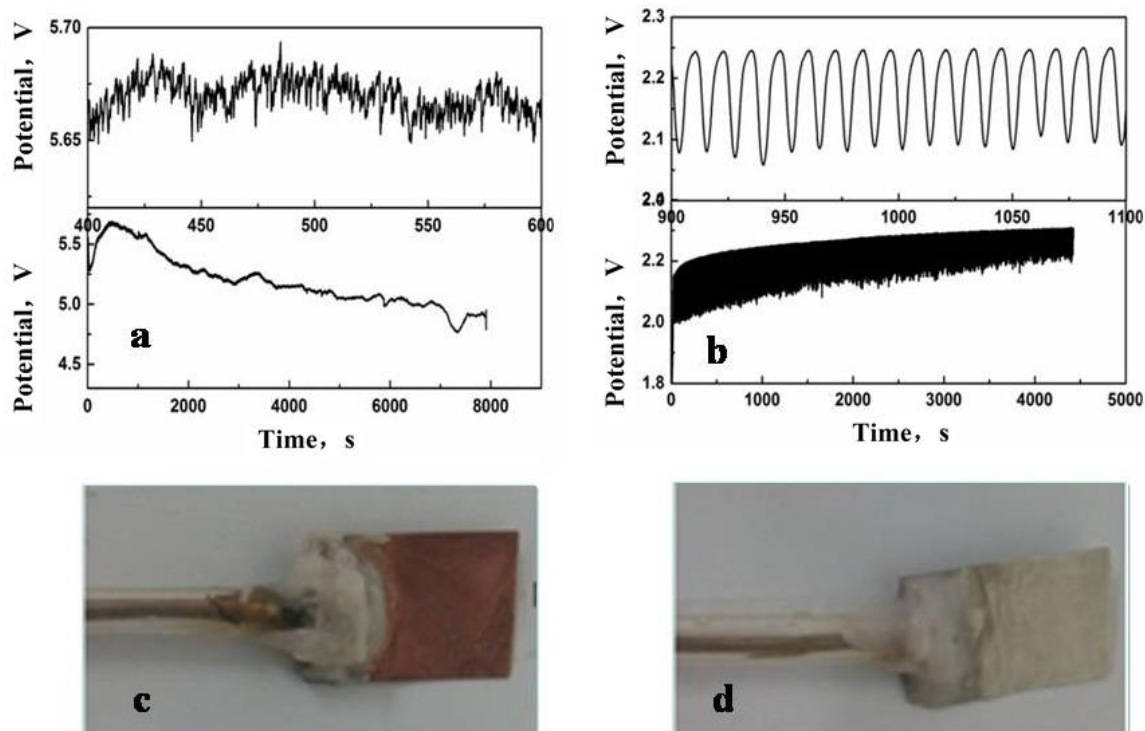 5.70
5.65
Potential, V
400 450 500 550 600
5.5
5.0
4.5
Potential, V
0 2000 4000 6000 8000
Time, s
a
2.3
2.2
2.1
2.0
Potential, V
900 950 1000 1050 1100
2.4
2.2
2.0
1.8
Potential, V
0 1000 2000 3000 4000 5000
Time, s
b
c
d